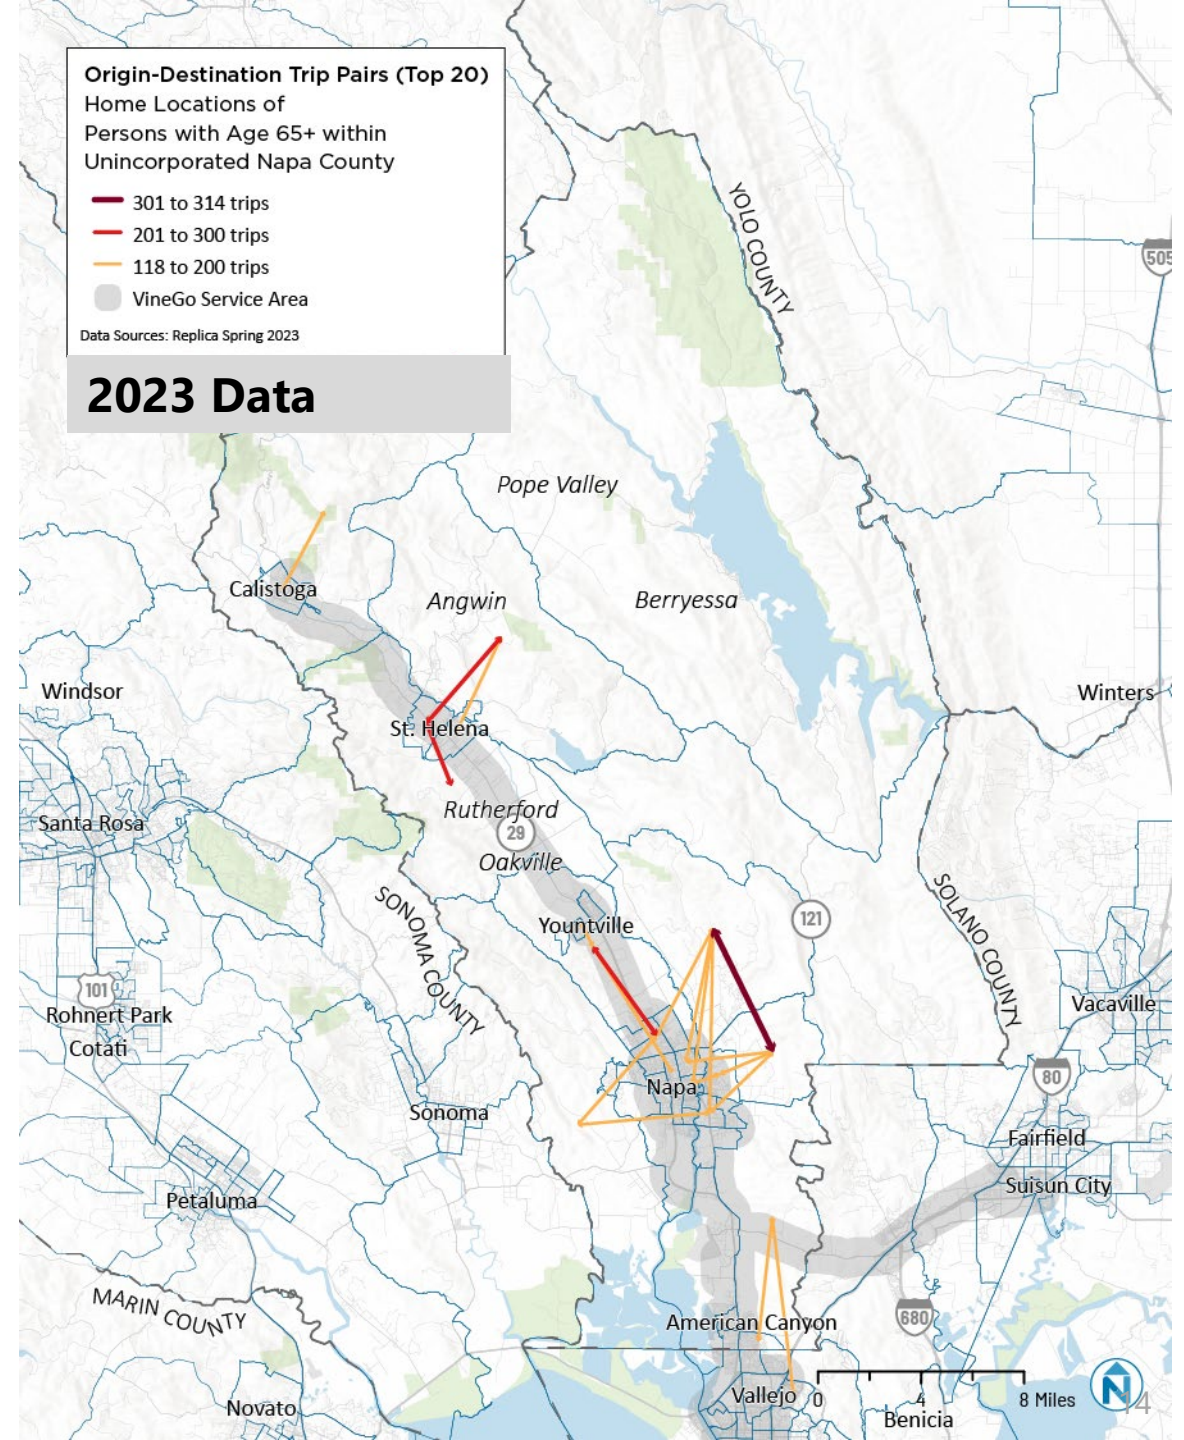 Origin-Destination Trip Pairs (Top 20)
Home Locations of
Persons with Age 65+ within
Unincorporated Napa County
301 to 314 trips
201 to 300 trips
118 to 200 trips
VineGo Service Area
Data Sources: Replica Spring 2023
2023 Data
YOLO COUNTY
505
Pope Valley
Calistoga
Angwin
Berryessa
Windsor
Winters
St. Helena
Rutherford
29
Santa Rosa
Oakville
SONOMA COUNTY
Yountville
121
SOLANO COUNTY
101
Rohnert Park
Cotati
Vacaville
80
Napa
Sonoma
Fairfield
Suisun City
Petaluma
MARIN COUNTY
American Canyon
680
Vallejo
0 4 8 Miles
Benicia
Novato
N
14